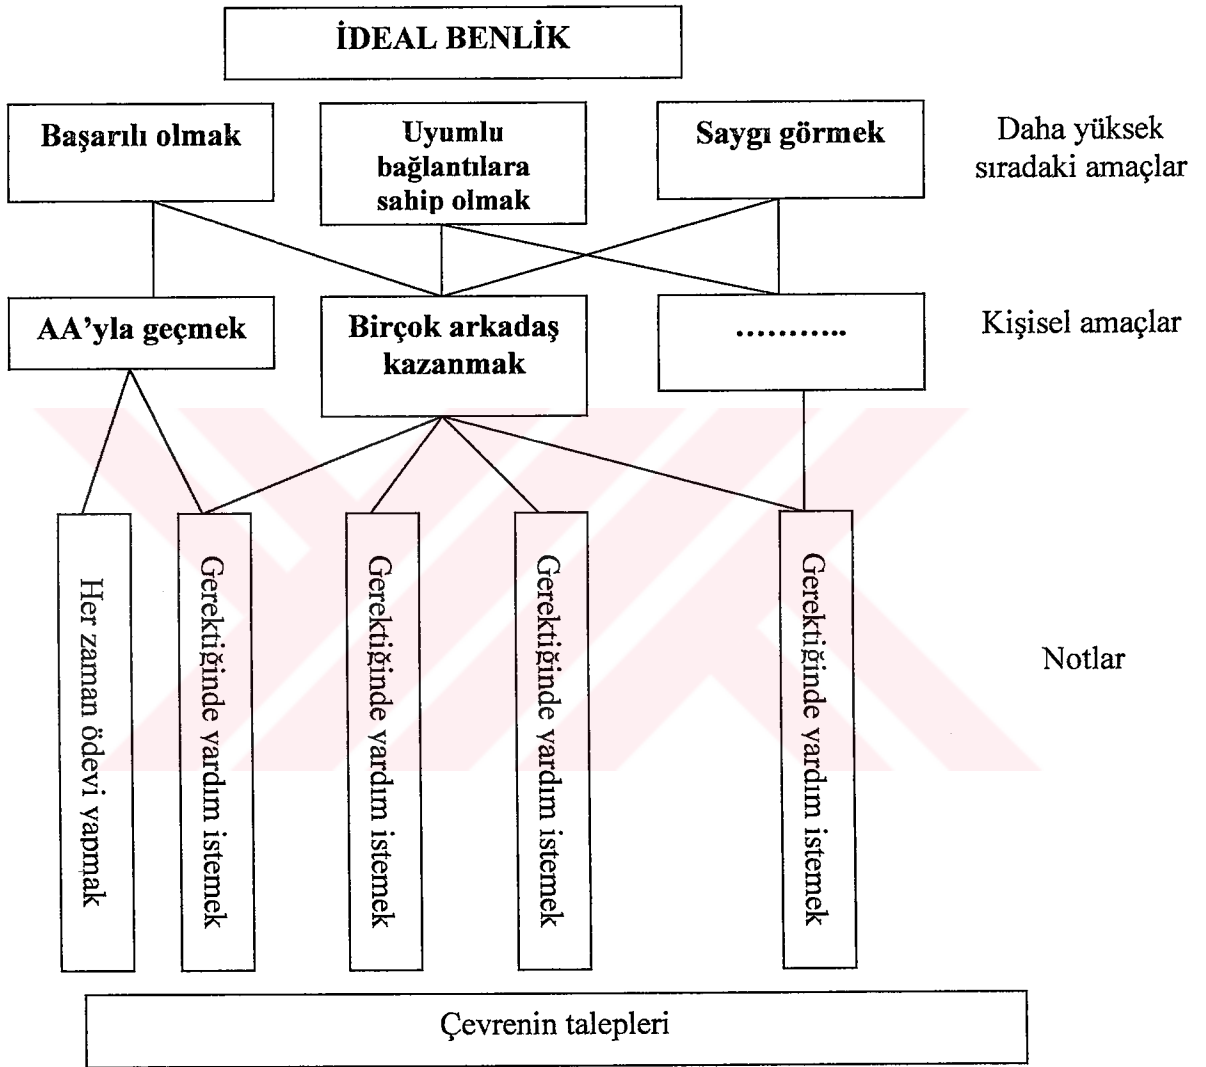 İDEAL BENLİK
Başarılı olmak
Uyumlu
bağlantılara
sahip olmak
Saygı görmek
Daha yüksek
sıradaki amaçlar
AA'yla geçmek
Birçok arkadaş
kazanmak
………..
Kişisel amaçlar
Her zaman ödevi yapmak
Gerektiğinde yardım istemek
Gerektiğinde yardım istemek
Gerektiğinde yardım istemek
Gerektiğinde yardım istemek
Notlar
Çevrenin talepleri